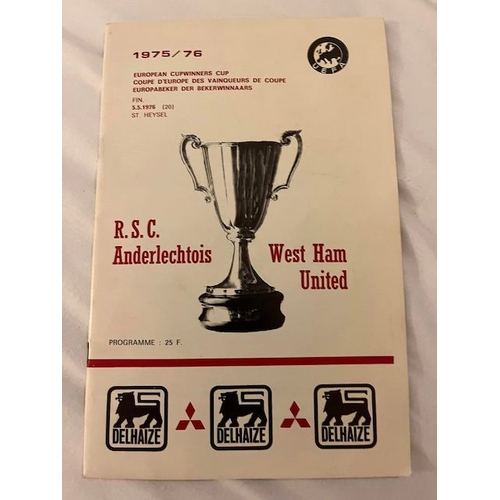 1975/76
UEFA
EUROPEAN CUPWINNERS CUP
COUPE D'EUROPE DES VAINQUEURS DE COUPE
EUROPABEKER DER BEKERWINNAARS
FIN.
5.5.1976 (20)
ST. HEYSEL
R.S.C.
Anderlechtois
West Ham
United
PROGRAMME : 25 F.
DELHAIZE DELHAIZE DELHAIZE